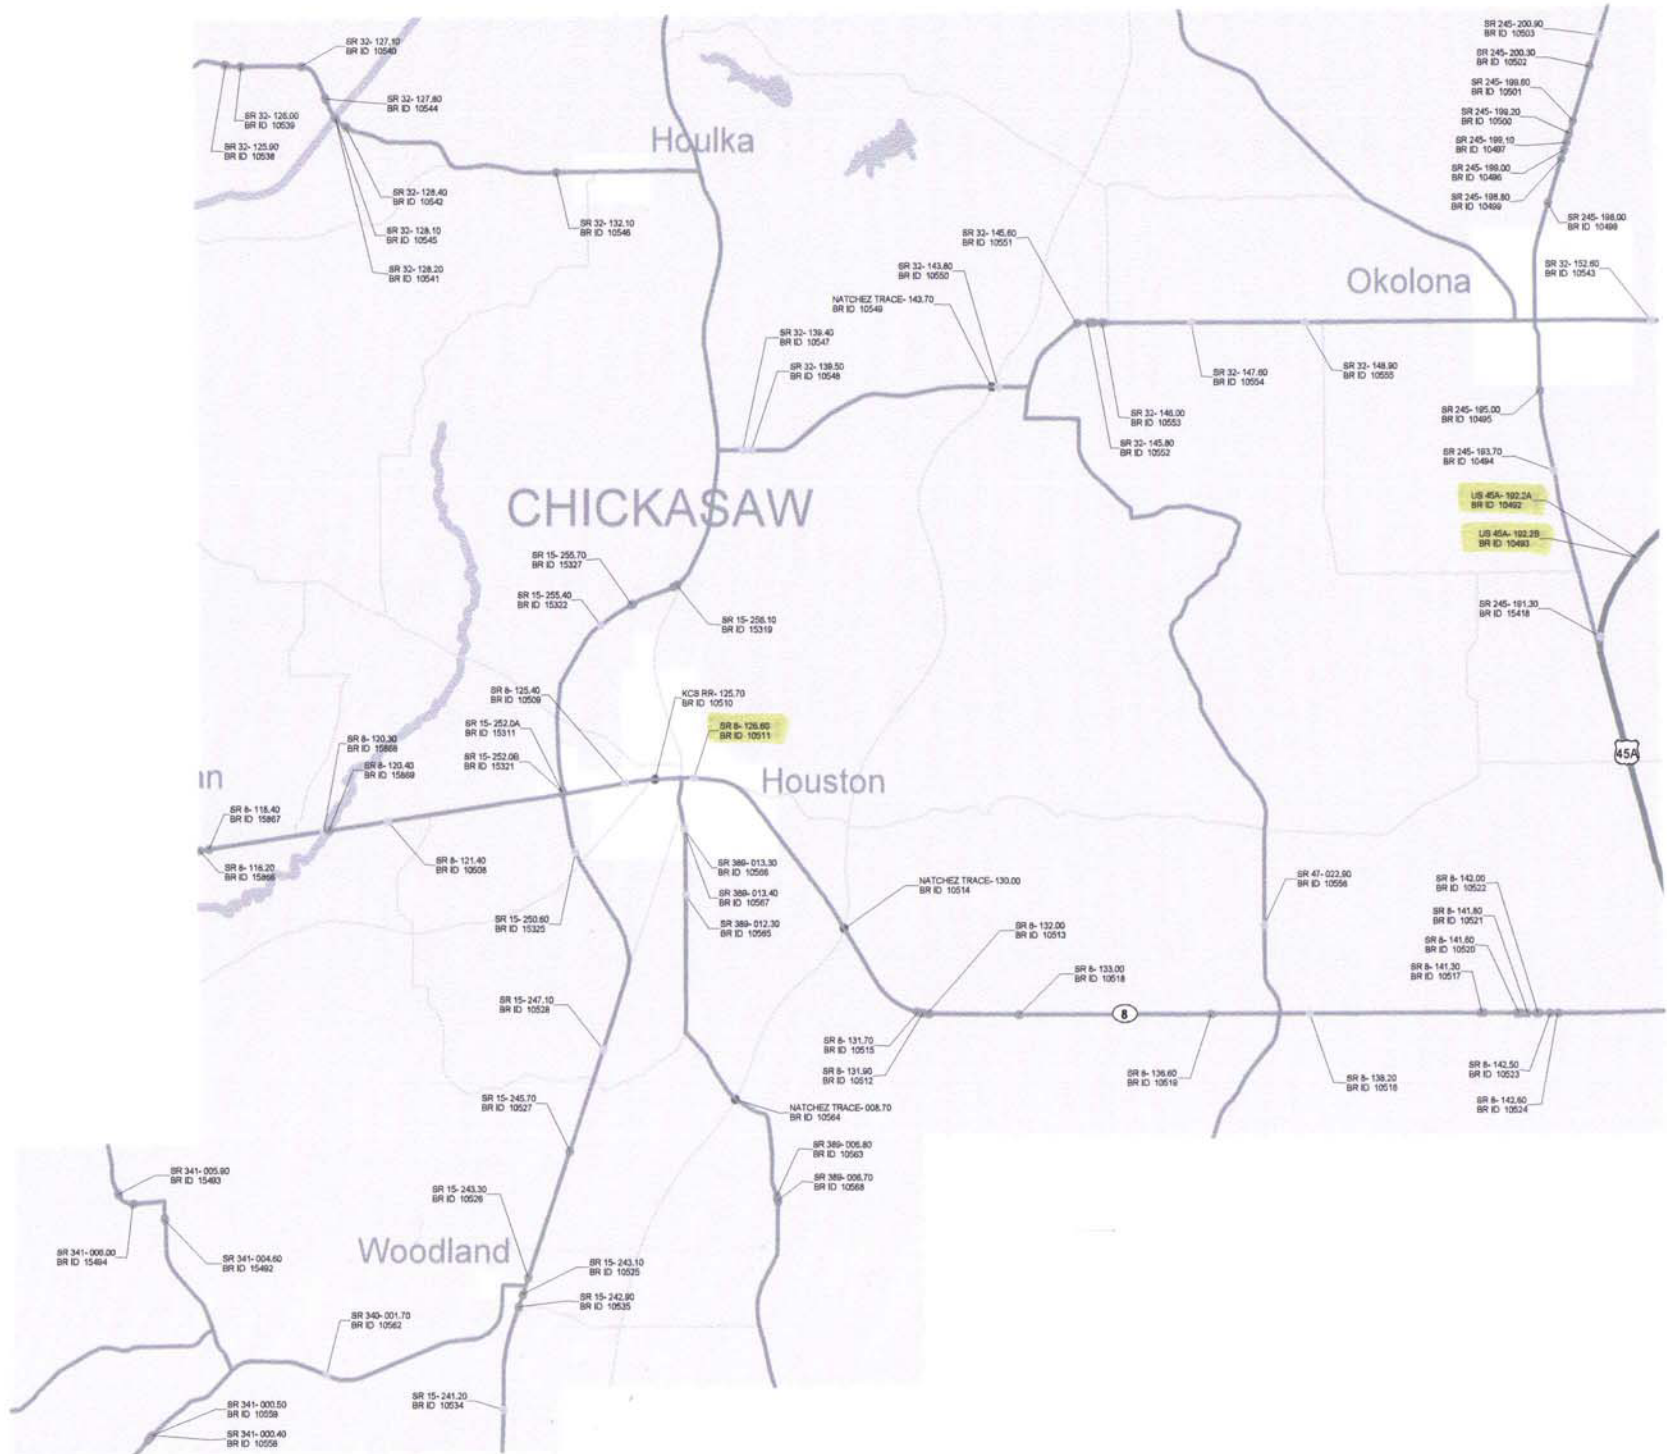 SR 32- 127.10
BR ID 10540
SR 245- 200.90
BR ID 10503
SR 245- 200.30
BR ID 10502
SR 32- 127.80
BR ID 10544
SR 245- 199.60
BR ID 10501
SR 32- 126.00
BR ID 10539
SR 245- 199.20
BR ID 10500
Houlka
SR 245- 199.10
BR ID 10497
SR 32- 125.90
BR ID 10538
SR 245- 199.00
BR ID 10496
SR 32- 128.40
BR ID 10542
SR 245- 198.80
BR ID 10499
SR 245- 198.00
BR ID 10498
SR 32- 132.10
BR ID 10546
SR 32- 128.10
BR ID 10545
SR 32- 145.60
BR ID 10551
SR 32- 128.20
BR ID 10541
SR 32- 143.80
BR ID 10550
SR 32- 152.60
BR ID 10543
Okolona
NATCHEZ TRACE- 143.70
BR ID 10549
SR 32- 139.40
BR ID 10547
SR 32- 139.50
BR ID 10548
SR 32- 147.60
BR ID 10554
SR 32- 148.90
BR ID 10555
SR 32- 146.00
BR ID 10553
SR 245- 195.00
BR ID 10495
SR 32- 145.80
BR ID 10552
SR 245- 193.70
BR ID 10494
CHICKASAW
US 45A- 192.2A
BR ID 10492
US 45A- 192.2B
BR ID 10493
SR 15- 255.70
BR ID 15327
SR 15- 255.40
BR ID 15322
SR 245- 191.30
BR ID 15418
SR 15- 256.10
BR ID 15319
SR 8- 125.40
BR ID 10509
KCS RR- 125.70
BR ID 10510
SR 15- 252.0A
BR ID 15311
SR 8- 126.60
BR ID 10511
SR 8- 120.30
BR ID 15868
SR 15- 252.0B
BR ID 15321
45A
SR 8- 120.40
BR ID 15869
nn
Houston
SR 8- 118.40
BR ID 15867
SR 8- 116.20
BR ID 15866
SR 8- 121.40
BR ID 10508
SR 389- 013.30
BR ID 10566
SR 389- 013.40
BR ID 10567
NATCHEZ TRACE- 130.00
BR ID 10514
SR 47- 022.90
BR ID 10556
SR 8- 142.00
BR ID 10522
SR 15- 250.60
BR ID 15325
SR 389- 012.30
BR ID 10565
SR 8- 132.00
BR ID 10513
SR 8- 141.80
BR ID 10521
SR 8- 141.60
BR ID 10520
SR 8- 133.00
BR ID 10518
SR 8- 141.30
BR ID 10517
SR 15- 247.10
BR ID 10528
8
SR 8- 131.70
BR ID 10515
SR 8- 131.90
BR ID 10512
SR 8- 136.60
BR ID 10519
SR 8- 138.20
BR ID 10516
SR 8- 142.50
BR ID 10523
SR 8- 142.60
BR ID 10524
SR 15- 245.70
BR ID 10527
NATCHEZ TRACE- 008.70
BR ID 10564
SR 389- 006.80
BR ID 10563
SR 341- 005.90
BR ID 15493
SR 389- 006.70
BR ID 10568
SR 15- 243.30
BR ID 10526
SR 341- 006.00
BR ID 15494
SR 341- 004.60
BR ID 15492
Woodland
SR 15- 243.10
BR ID 10525
SR 15- 242.90
BR ID 10535
SR 340- 001.70
BR ID 10562
SR 15- 241.20
BR ID 10534
SR 341- 000.50
BR ID 10559
SR 341- 000.40
BR ID 10558